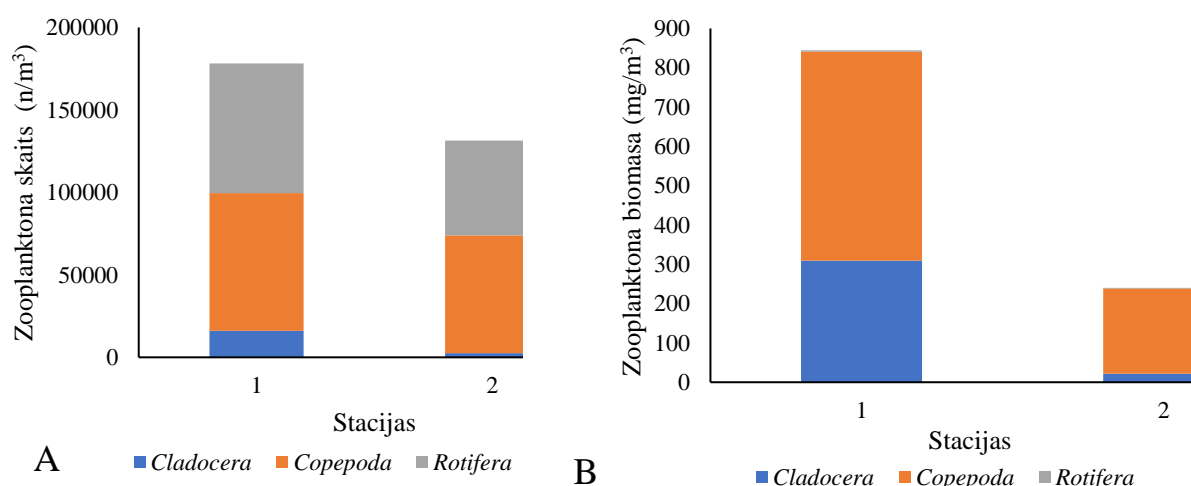 Zooplanktona skaits (n/m³)
200000
150000
100000
50000
0
1
2
Stacijas
A
Cladocera Copepoda Rotifera
Zooplanktona biomasa (mg/m³)
900
800
700
600
500
400
300
200
100
0
1
2
Stacijas
B
Cladocera Copepoda Rotifera